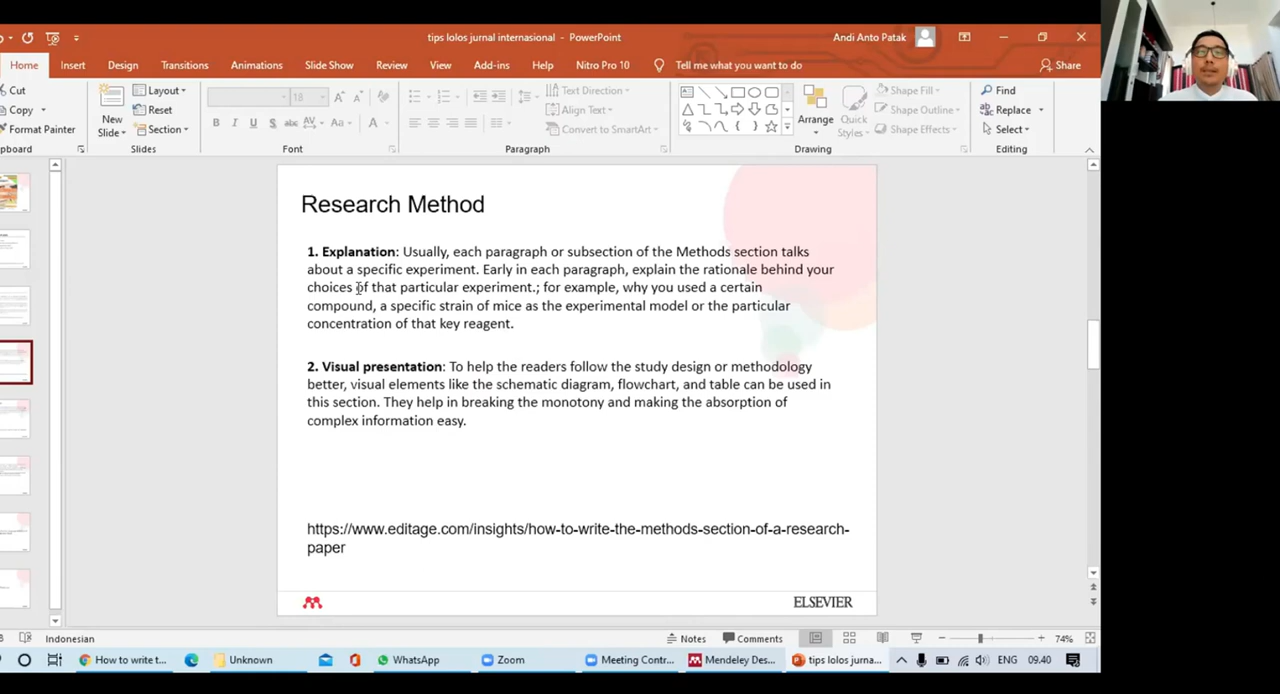 tips lolos jurnal internasional - PowerPoint
Andi Anto Patak
Home Insert Design Transitions Slide Show Animations Review View Add-ins Help Nitro Pro 10 Tell me what you want to do Share
Cut
Copy
Format Painter
New
Slide
Layout
Reset
Section
Slides
18
B I U S abc AV Aa A
Font
Text Direction
Align Text
Convert to SmartArt
Paragraph
Arrange
Quick
Styles
Shape Fill
Shape Outline
Shape Effects
Drawing
Find
Replace
Select
Editing
Research Method
1. Explanation: Usually, each paragraph or subsection of the Methods section talks
about a specific experiment. Early in each paragraph, explain the rationale behind your
choices of that particular experiment.; for example, why you used a certain
compound, a specific strain of mice as the experimental model or the particular
concentration of that key reagent.
2. Visual presentation: To help the readers follow the study design or methodology
better, visual elements like the schematic diagram, flowchart, and table can be used in
this section. They help in breaking the monotony and making the absorption of
complex information easy.
https://www.editage.com/insights/how-to-write-the-methods-section-of-a-research-
paper
ELSEVIER
Indonesian
Notes Comments 74%
How to write t... Unknown WhatsApp Zoom Meeting Contr... Mendeley Des... tips lolos jurna... ENG 09.40